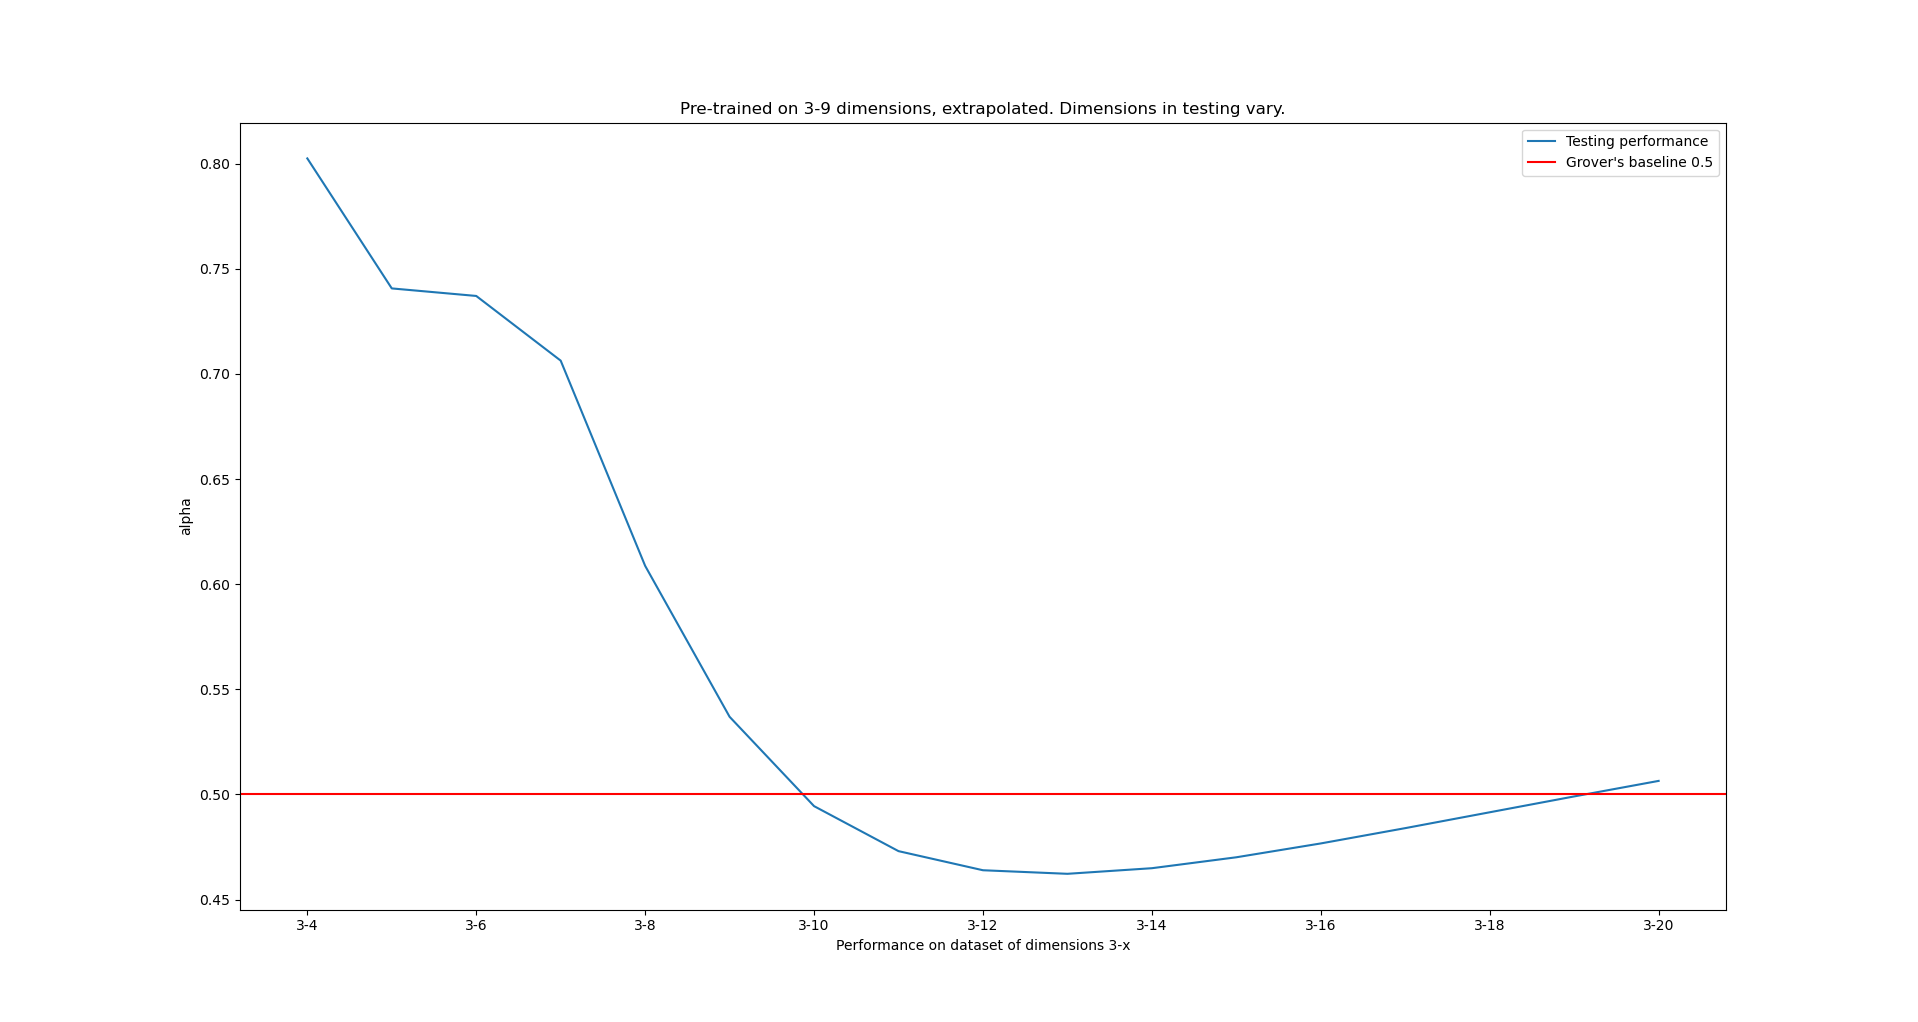 Pre-trained on 3-9 dimensions, extrapolated. Dimensions in testing vary.
Testing performance
Grover's baseline 0.5
0.80
0.75
0.70
0.65
0.60
0.55
0.50
0.45
alpha
3-4 3-6 3-8 3-10 3-12 3-14 3-16 3-18 3-20
Performance on dataset of dimensions 3-x